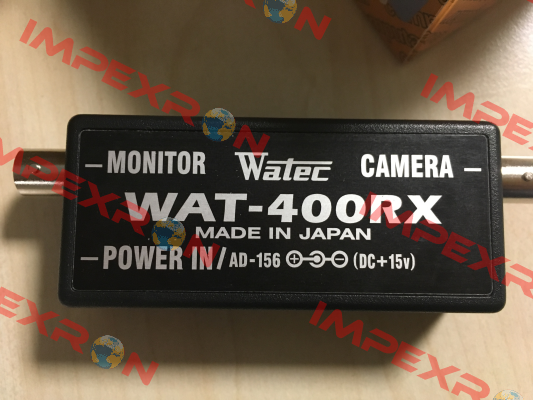 IMPEXRON
IMPEXRON
IMPEXRON
MONITOR Watec CAMERA
WAT-400RX
MADE IN JAPAN
POWER IN/AD-156 (DC+15v)
IMPEXRON
IMPEXRON
IMPEXRON